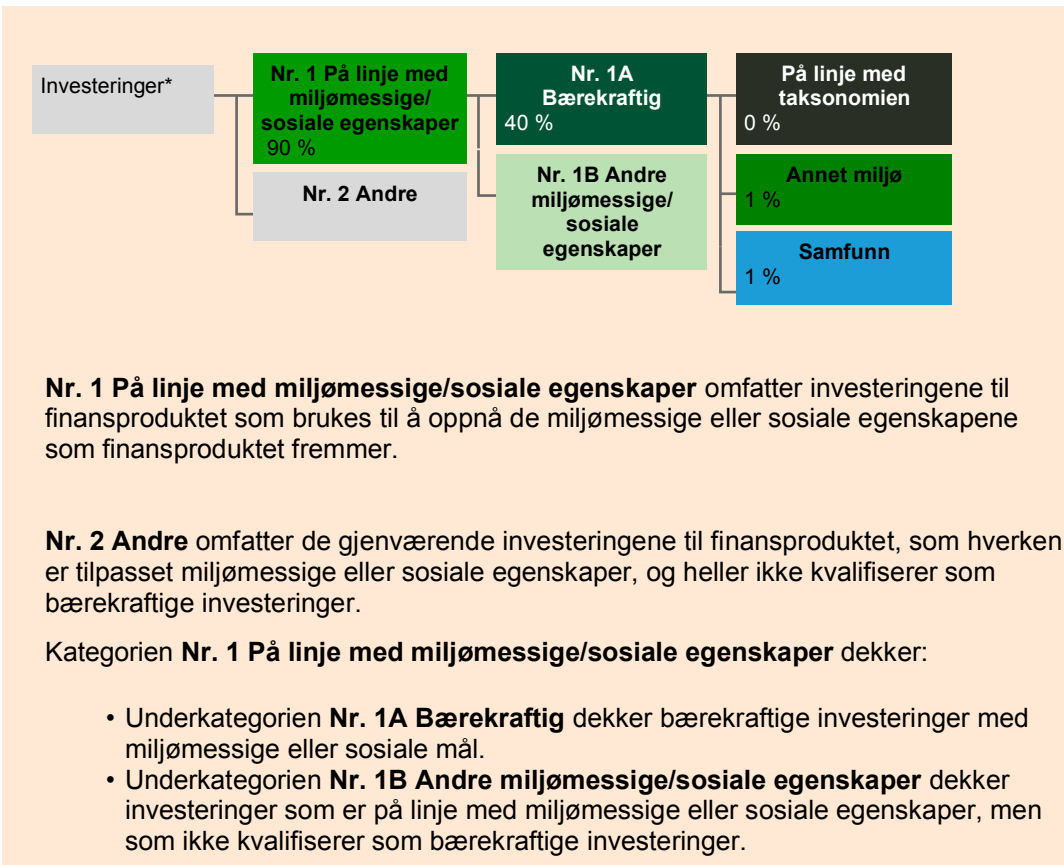 Investeringer*
Nr. 1 På linje med
miljømessige/
sosiale egenskaper
90 %
Nr. 2 Andre
Nr. 1A
Bærekraftig
40 %
Nr. 1B Andre
miljømessige/
sosiale
egenskaper
På linje med
taksonomien
0 %
Annet miljø
1 %
Samfunn
1 %
Nr. 1 På linje med miljømessige/sosiale egenskaper omfatter investeringene til
finansproduktet som brukes til å oppnå de miljømessige eller sosiale egenskapene
som finansproduktet fremmer.
Nr. 2 Andre omfatter de gjenværende investeringene til finansproduktet, som hverken
er tilpasset miljømessige eller sosiale egenskaper, og heller ikke kvalifiserer som
bærekraftige investeringer.
Kategorien Nr. 1 På linje med miljømessige/sosiale egenskaper dekker:
• Underkategorien Nr. 1A Bærekraftig dekker bærekraftige investeringer med
miljømessige eller sosiale mål.
• Underkategorien Nr. 1B Andre miljømessige/sosiale egenskaper dekker
investeringer som er på linje med miljømessige eller sosiale egenskaper, men
som ikke kvalifiserer som bærekraftige investeringer.